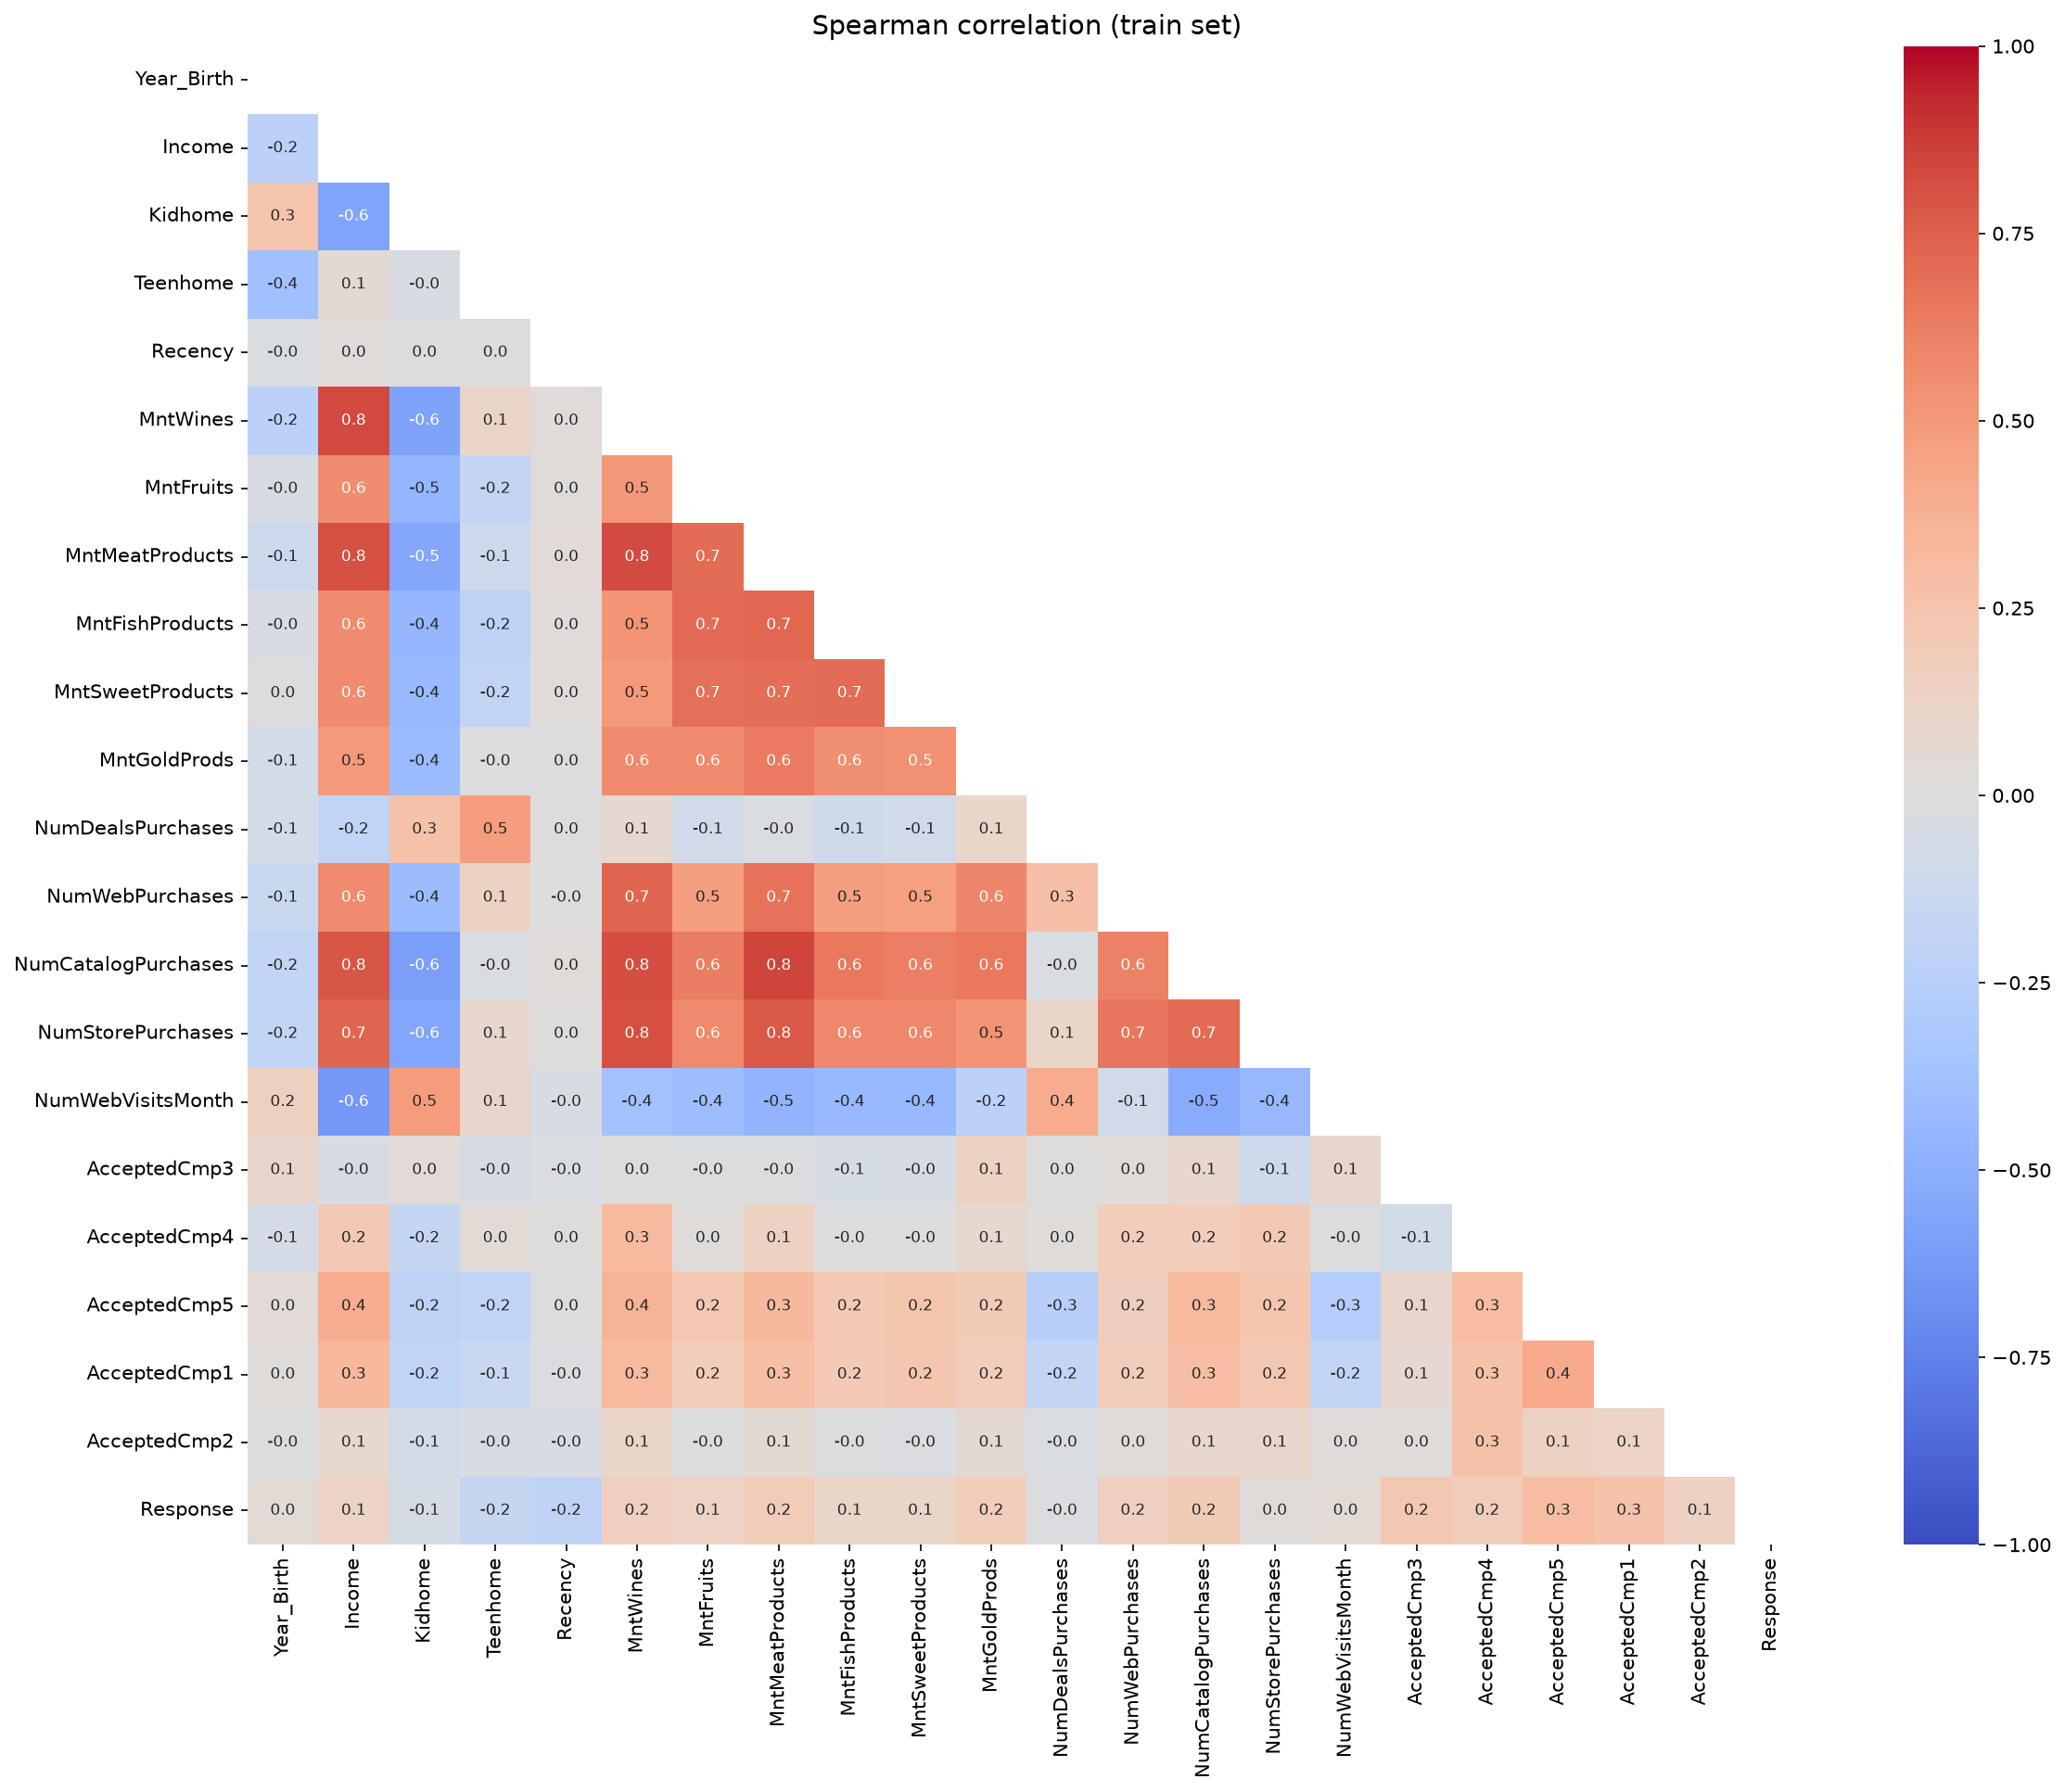 Spearman correlation (train set)
Year_Birth
Income -0.2
Kidhome 0.3 -0.6
Teenhome -0.4 0.1 -0.0
Recency -0.0 0.0 0.0 0.0
MntWines -0.2 0.8 -0.6 0.1 0.0
MntFruits -0.0 0.6 -0.5 -0.2 0.0 0.5
MntMeatProducts -0.1 0.8 -0.5 -0.1 0.0 0.8 0.7
MntFishProducts -0.0 0.6 -0.4 -0.2 0.0 0.5 0.7 0.7
MntSweetProducts 0.0 0.6 -0.4 -0.2 0.0 0.5 0.7 0.7 0.7
MntGoldProds -0.1 0.5 -0.4 -0.0 0.0 0.6 0.6 0.6 0.6 0.5
NumDealsPurchases -0.1 -0.2 0.3 0.5 0.0 0.1 -0.1 -0.0 -0.1 -0.1 0.1
NumWebPurchases -0.1 0.6 -0.4 0.1 -0.0 0.7 0.5 0.7 0.5 0.5 0.6 0.3
NumCatalogPurchases -0.2 0.8 -0.6 -0.0 0.0 0.8 0.6 0.8 0.6 0.6 0.6 -0.0 0.6
NumStorePurchases -0.2 0.7 -0.6 0.1 0.0 0.8 0.6 0.8 0.6 0.6 0.5 0.1 0.7 0.7
NumWebVisitsMonth 0.2 -0.6 0.5 0.1 -0.0 -0.4 -0.4 -0.5 -0.4 -0.4 -0.2 0.4 -0.1 -0.5 -0.4
AcceptedCmp3 0.1 -0.0 0.0 -0.0 -0.0 0.0 -0.0 -0.0 -0.1 -0.0 0.1 0.0 0.0 0.1 -0.1 0.1
AcceptedCmp4 -0.1 0.2 -0.2 0.0 0.0 0.3 0.0 0.1 -0.0 -0.0 0.1 0.0 0.2 0.2 0.2 -0.0 -0.1
AcceptedCmp5 0.0 0.4 -0.2 -0.2 0.0 0.4 0.2 0.3 0.2 0.2 0.2 -0.3 0.2 0.3 0.2 -0.3 0.1 0.3
AcceptedCmp1 0.0 0.3 -0.2 -0.1 -0.0 0.3 0.2 0.3 0.2 0.2 0.2 -0.2 0.2 0.3 0.2 -0.2 0.1 0.3 0.4
AcceptedCmp2 -0.0 0.1 -0.1 -0.0 -0.0 0.1 -0.0 0.1 -0.0 -0.0 0.1 -0.0 0.0 0.1 0.1 0.0 0.0 0.3 0.1 0.1
Response 0.0 0.1 -0.1 -0.2 -0.2 0.2 0.1 0.2 0.1 0.1 0.2 -0.0 0.2 0.2 0.0 0.0 0.2 0.2 0.3 0.3 0.1
Year_Birth
Income
Kidhome
Teenhome
Recency
MntWines
MntFruits
MntMeatProducts
MntFishProducts
MntSweetProducts
MntGoldProds
NumDealsPurchases
NumWebPurchases
NumCatalogPurchases
NumStorePurchases
NumWebVisitsMonth
AcceptedCmp3
AcceptedCmp4
AcceptedCmp5
AcceptedCmp1
AcceptedCmp2
Response
1.00
0.75
0.50
0.25
0.00
−0.25
−0.50
−0.75
−1.00